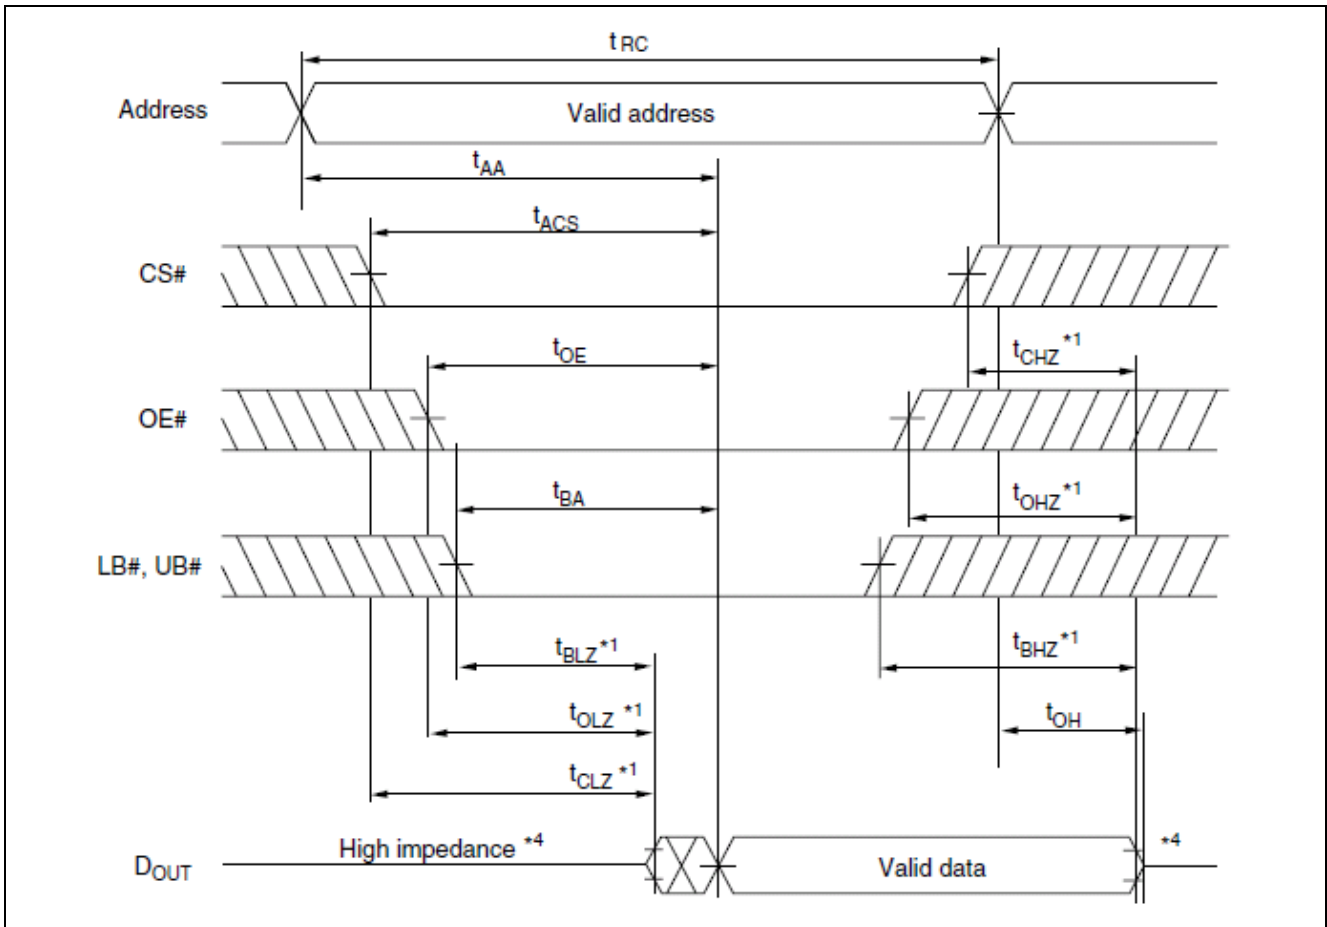 tRC
Address
Valid address
tAA
tACS
CS#
tOE
tCHZ *1
OE#
tBA
tOHZ *1
LB#, UB#
tBLZ *1
tBHZ *1
tOLZ *1
tOH
tCLZ *1
High impedance *4
*4
DOUT
Valid data